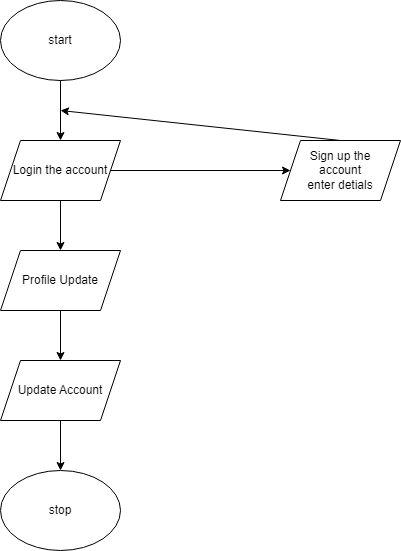 start
Login the account
Sign up the
account
enter detials
Profile Update
Update Account
stop